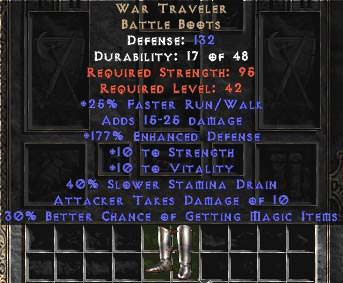 War Traveler
Battle Boots
Defense: 132
Durability: 17 of 48
Required Strength: 95
Required Level: 42
+25% Faster Run/Walk
Adds 15-25 damage
+177% Enhanced Defense
+10 to Strength
+10 to Vitality
40% Slower Stamina Drain
Attacker Takes Damage of 10
30% Better Chance of Getting Magic Items